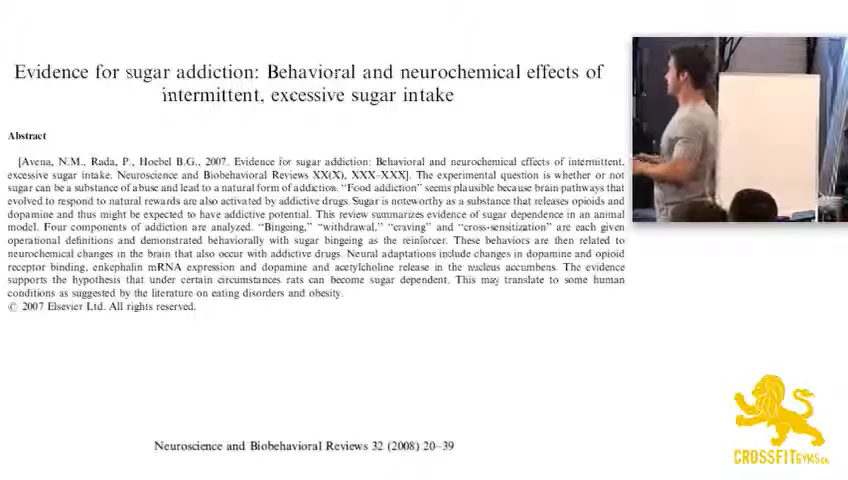 Evidence for sugar addiction: Behavioral and neurochemical effects of
intermittent, excessive sugar intake
Abstract
[Avena, N.M., Rada, P., Hoebel B.G., 2007. Evidence for sugar addiction: Behavioral and neurochemical effects of intermittent,
excessive sugar intake. Neuroscience and Biobehavioral Reviews XX(X), XXX–XXX]. The experimental question is whether or not
sugar can be a substance of abuse and lead to a natural form of addiction. “Food addiction” seems plausible because brain pathways that
evolved to respond to natural rewards are also activated by addictive drugs. Sugar is noteworthy as a substance that releases opioids and
dopamine and thus might be expected to have addictive potential. This review summarizes evidence of sugar dependence in an animal
model. Four components of addiction are analyzed. “Bingeing,” “withdrawal,” “craving” and “cross-sensitization” are each given
operational definitions and demonstrated behaviorally with sugar bingeing as the reinforcer. These behaviors are then related to
neurochemical changes in the brain that also occur with addictive drugs. Neural adaptations include changes in dopamine and opioid
receptor binding, enkephalin mRNA expression and dopamine and acetylcholine release in the nucleus accumbens. The evidence
supports the hypothesis that under certain circumstances rats can become sugar dependent. This may translate to some human
conditions as suggested by the literature on eating disorders and obesity.
© 2007 Elsevier Ltd. All rights reserved.
Neuroscience and Biobehavioral Reviews 32 (2008) 20–39
CROSSFITGYMS.CA